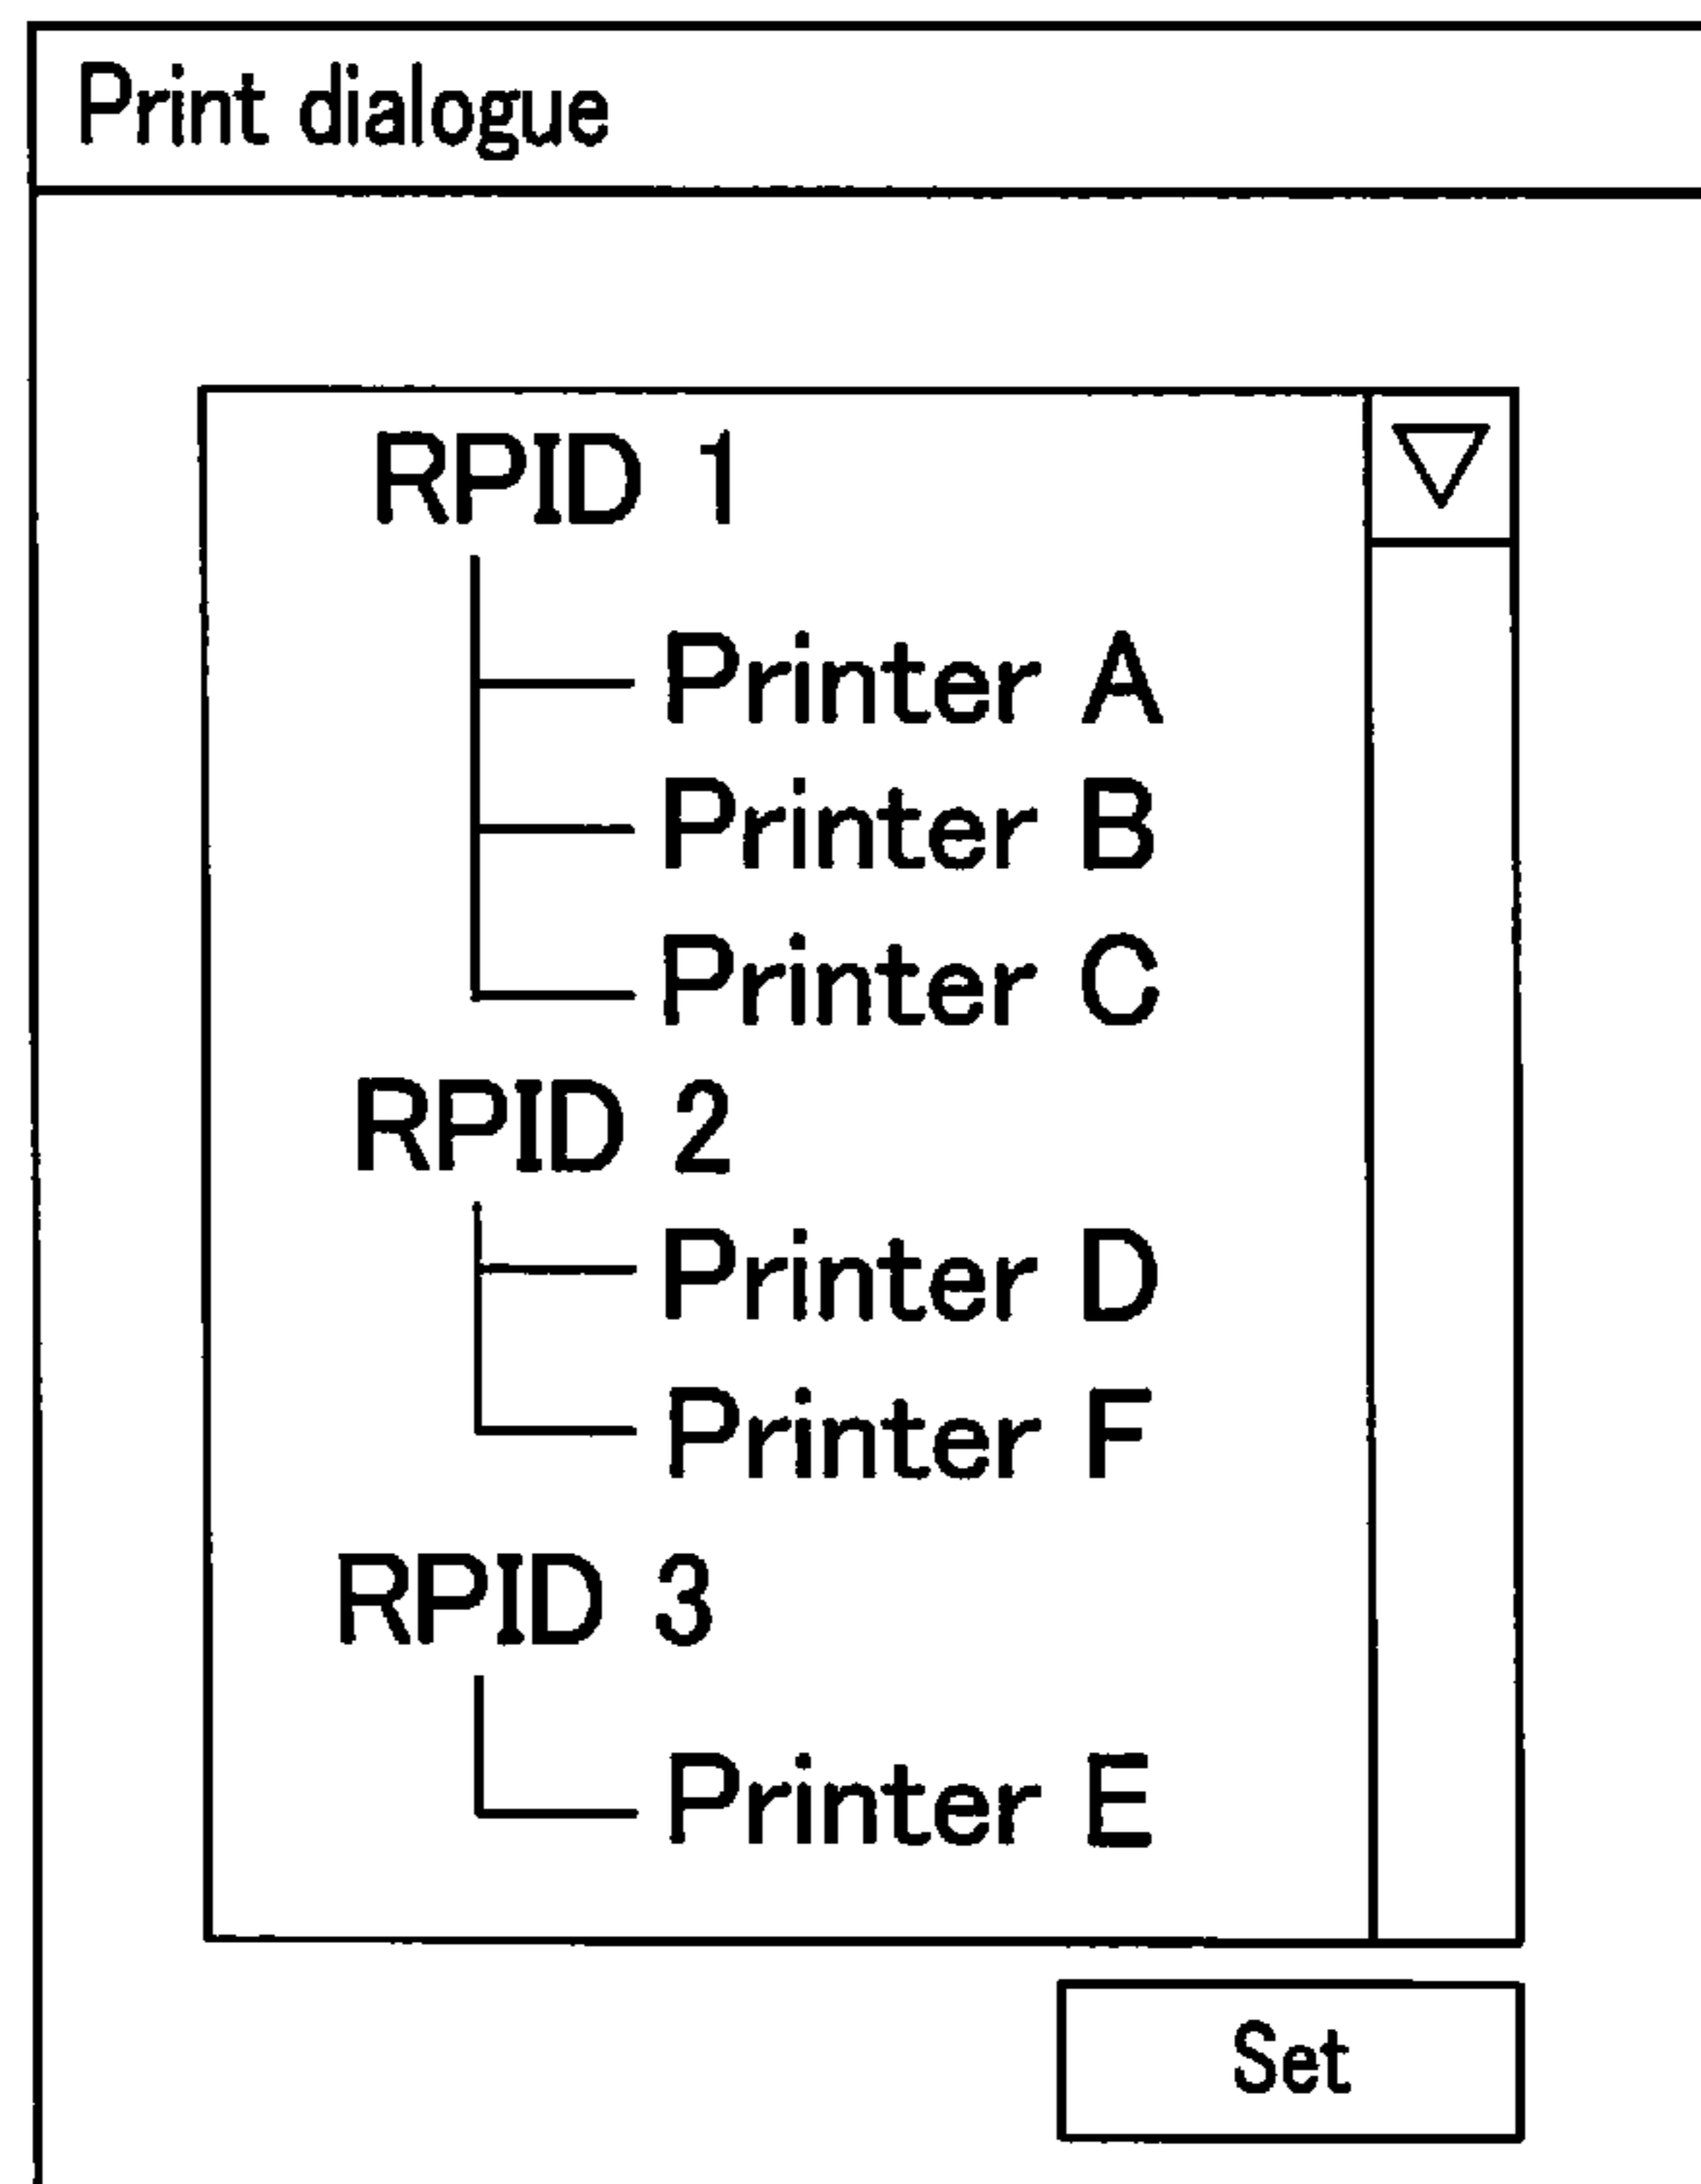 Print dialogue
RPID 1
Printer A
Printer B
Printer C
RPID 2
Printer D
Printer F
RPID 3
Printer E
Set